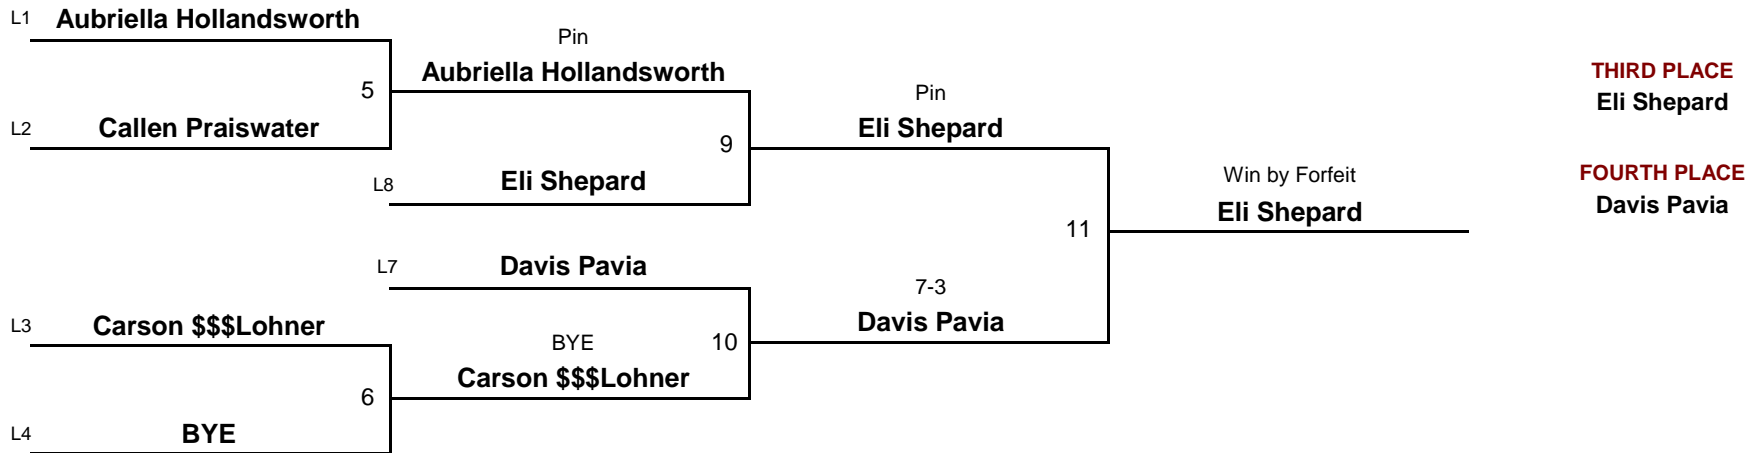 L1 Aubriella Hollandsworth
Pin
Aubriella Hollandsworth
THIRD PLACE
5
Pin
Eli Shepard
L2 Callen Praiswater
Eli Shepard
9
L8 Eli Shepard
Win by Forfeit
FOURTH PLACE
Eli Shepard
Davis Pavia
11
L7 Davis Pavia
7-3
L3 Carson $$$Lohner
Davis Pavia
BYE
10
Carson $$$Lohner
6
L4 BYE